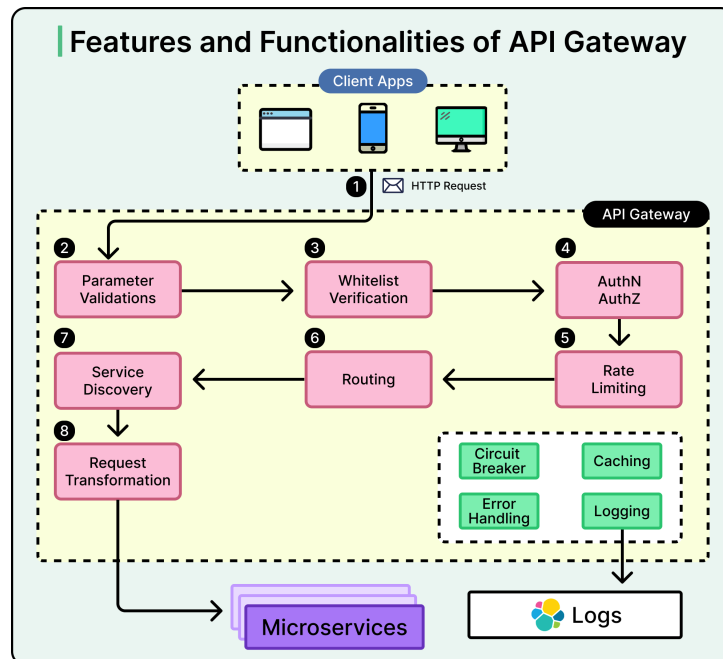 Features and Functionalities of API Gateway
Client Apps
1
HTTP Request
API Gateway
2
Parameter
Validations
3
Whitelist
Verification
4
AuthN
AuthZ
5
Rate
Limiting
6
Routing
7
Service
Discovery
8
Request
Transformation
Circuit
Breaker
Caching
Error
Handling
Logging
Microservices
Logs